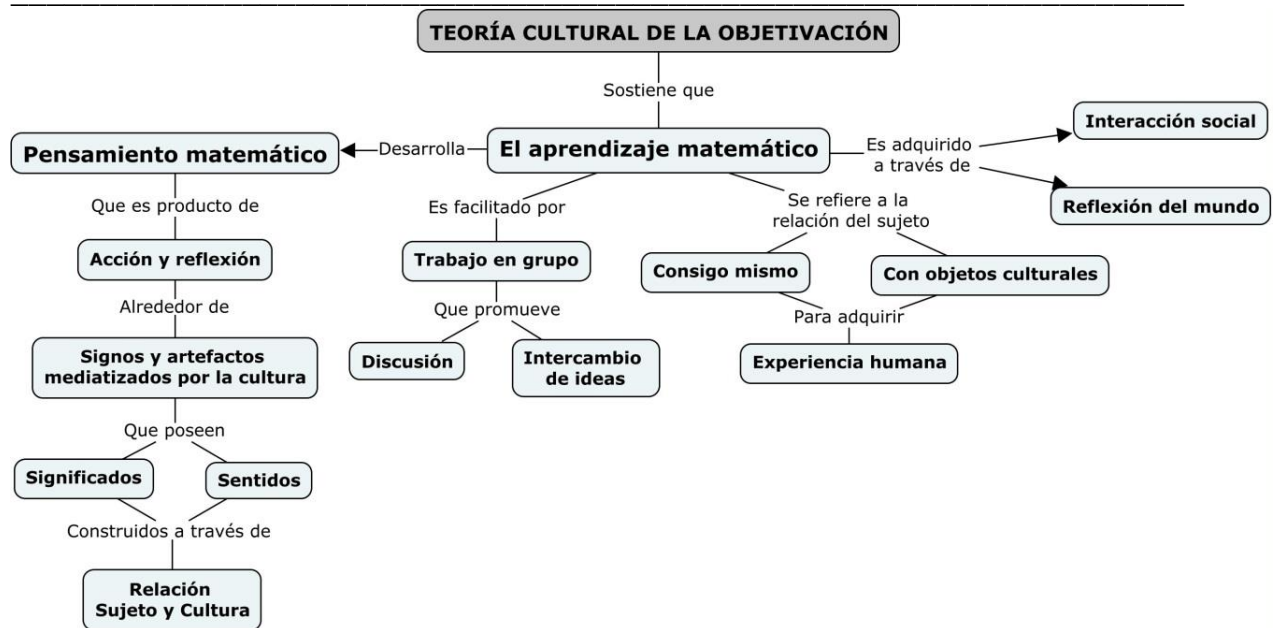 TEORÍA CULTURAL DE LA OBJETIVACIÓN
Sostiene que
Pensamiento matemático
Desarrolla
El aprendizaje matemático
Es adquirido
a través de
Interacción social
Reflexión del mundo
Que es producto de
Es facilitado por
Se refiere a la
relación del sujeto
Acción y reflexión
Trabajo en grupo
Consigo mismo
Con objetos culturales
Alrededor de
Que promueve
Para adquirir
Signos y artefactos
mediatizados por la cultura
Discusión
Intercambio
de ideas
Experiencia humana
Que poseen
Significados
Sentidos
Construidos a través de
Relación
Sujeto y Cultura